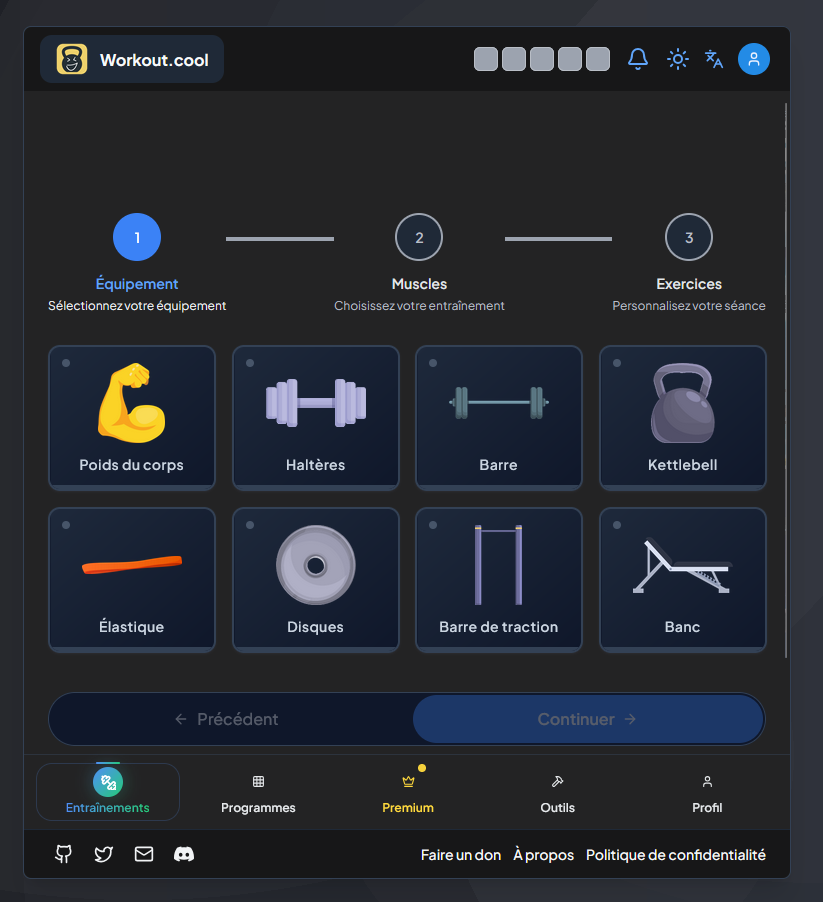 Workout.cool
1
2
3
Équipement
Muscles
Exercices
Sélectionnez votre équipement
Choisissez votre entraînement
Personnalisez votre séance
Poids du corps
Haltères
Barre
Kettlebell
Élastique
Disques
Barre de traction
Banc
← Précédent
Continuer →
Entraînements
Programmes
Premium
Outils
Profil
Faire un don
À propos
Politique de confidentialité